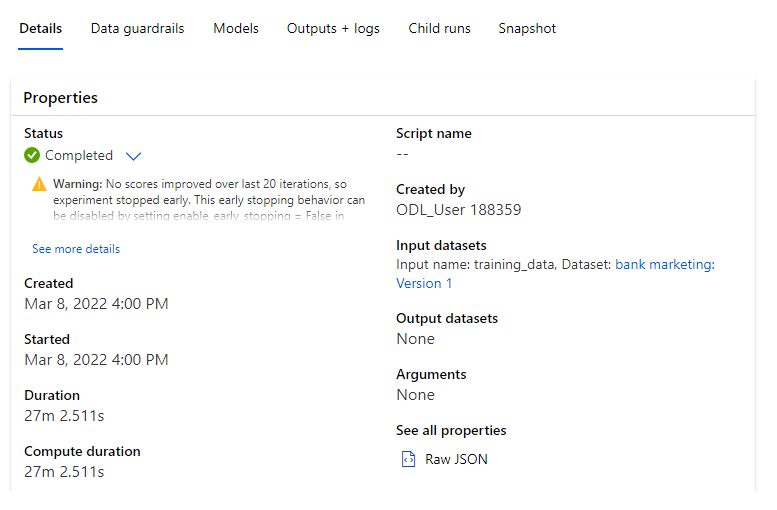 Details Data guardrails Models Outputs + logs Child runs Snapshot
Properties
Status
Completed
Warning: No scores improved over last 20 iterations, so
experiment stopped early. This early stopping behavior can
be disabled by setting enable_early_stopping = False in
See more details
Created
Mar 8, 2022 4:00 PM
Started
Mar 8, 2022 4:00 PM
Duration
27m 2.511s
Compute duration
27m 2.511s
Script name
--
Created by
ODL_User 188359
Input datasets
Input name: training_data, Dataset: bank marketing:
Version 1
Output datasets
None
Arguments
None
See all properties
Raw JSON